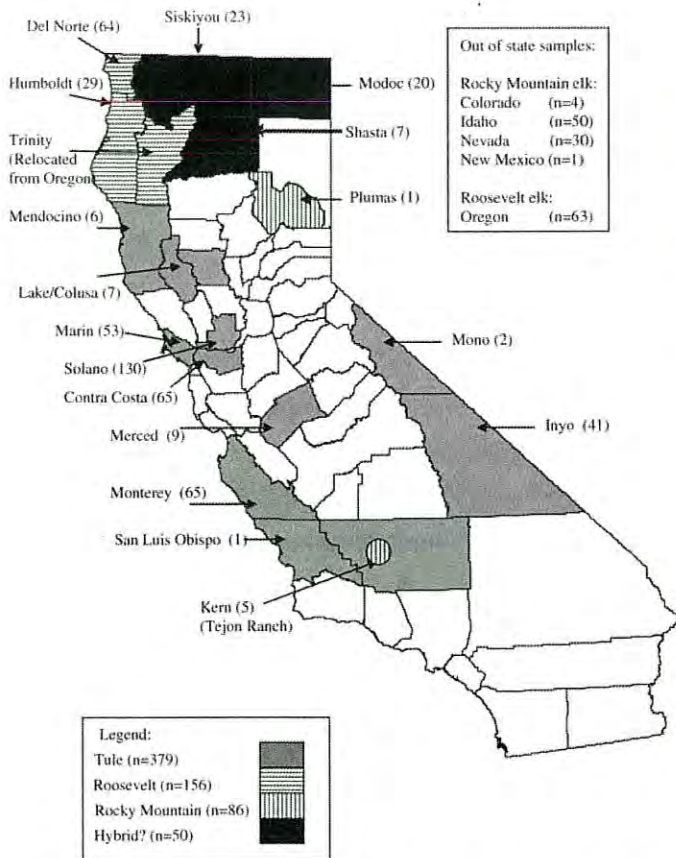 Siskiyou (23)
Del Norte (64)
Humboldt (29)
Modoc (20)
Trinity
(Relocated
from Oregon)
Shasta (7)
Plumas (1)
Mendocino (6)
Lake/Colusa
(7)
Marin (53)
Solano (130)
Contra Costa (65)
Mono (2)
Merced (9)
Inyo (41)
Monterey (65)
San Luis Obispo (1)
Kern (5)
(Tejon Ranch)
Out of state samples:
Rocky Mountain elk:
Colorado (n=4)
Idaho (n=50)
Nevada (n=30)
New Mexico (n=1)
Roosevelt elk:
Oregon (n=63)
Legend:
Tule (n=379)
Roosevelt (n=156)
Rocky Mountain (n=86)
Hybrid? (n=50)